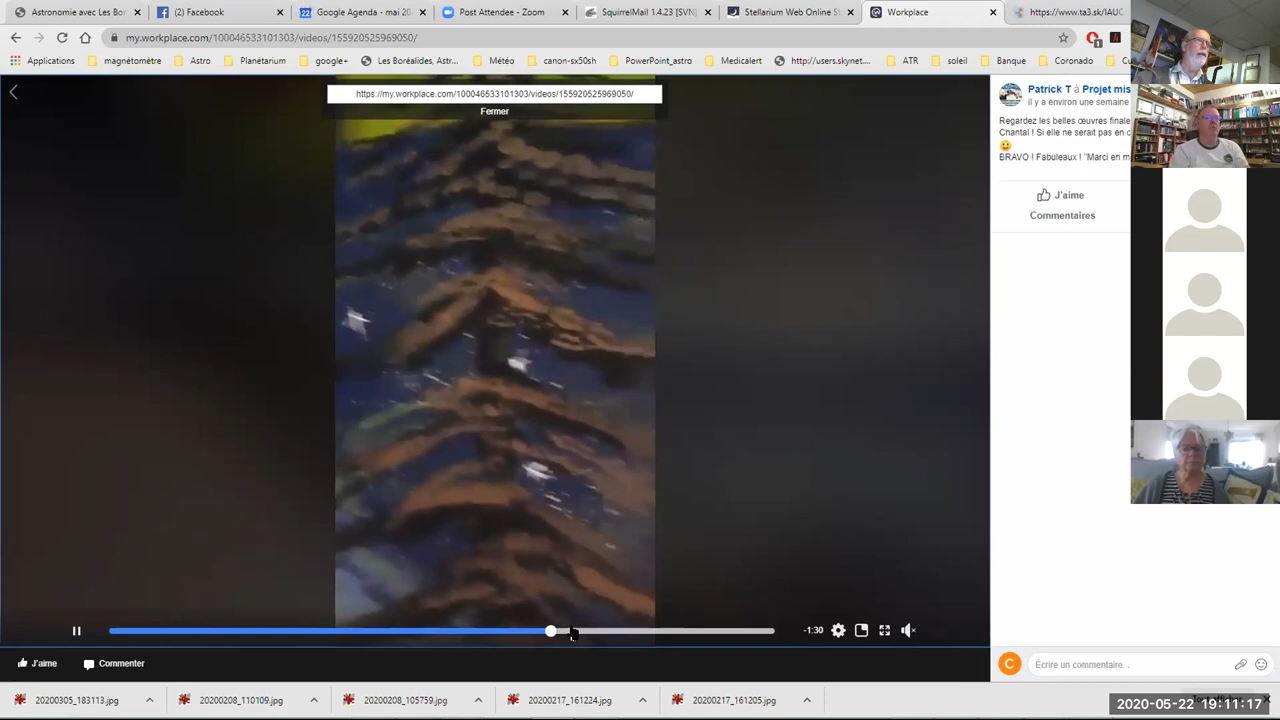 Astronomie avec Les Bor
(2) Facebook
Google Agenda - mai 20
Post Attendee - Zoom
SquirrelMail 1.4.23 [SVN]
Stellarium Web Online S
Workplace
https://www.ta3.sk/IAUC
my.workplace.com/100046533101303/videos/155920525969050/
Applications
magnétomètre
Astro
Planétarium
google+
Les Boréalides, Astr...
Météo
canon-sx50sh
PowerPoint_astro
Medicalert
http://users.skynet....
ATR
soleil
Banque
Coronado
https://my.workplace.com/100046533101303/videos/155920525969050/
Fermer
Patrick T à Projet mis
il y a environ une semaine
Regardez les belles œuvres finale
Chantal ! Si elle ne serait pas en c
BRAVO ! Fabuleaux ! "Marci en m
J'aime
Commentaires
-1:30
J'aime
Commenter
C
Écrire un commentaire...
20200305_183113.jpg
20200208_110109.jpg
20200208_105759.jpg
20200217_161224.jpg
20200217_161205.jpg
2020-05-22 19:11:17